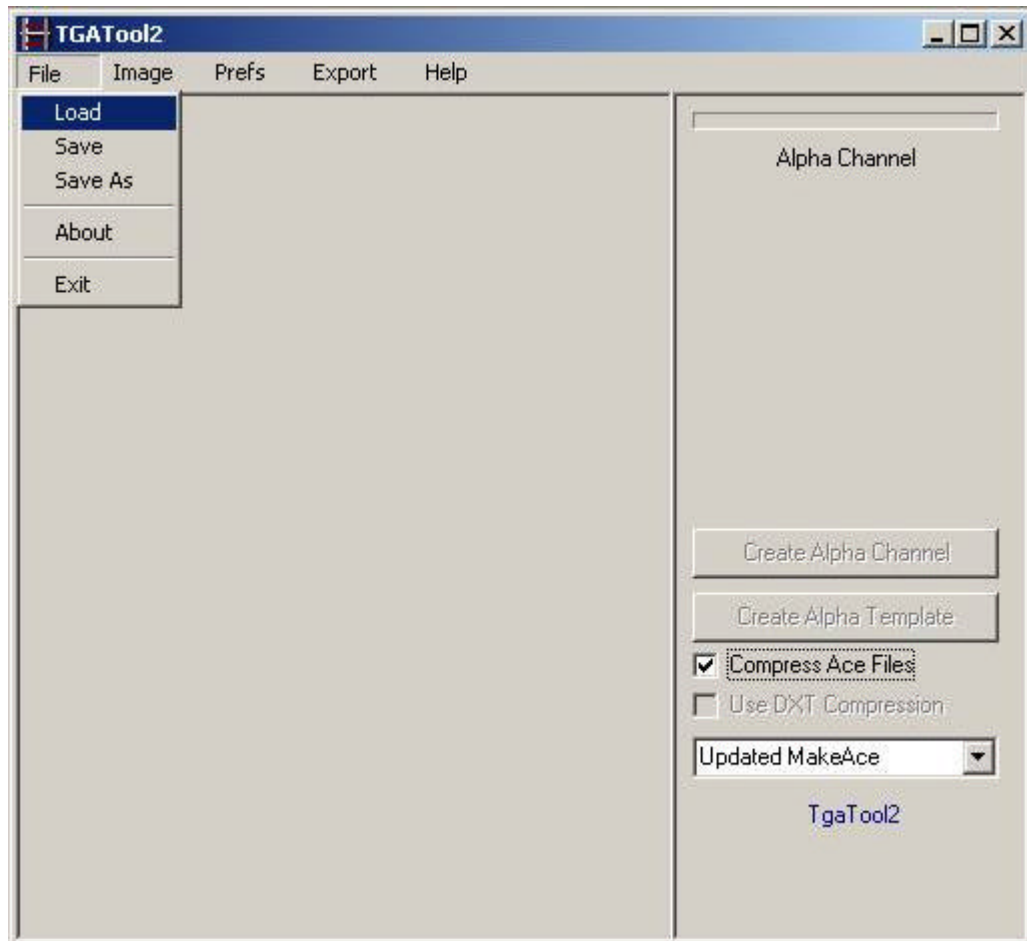 TGATool2
File Image Prefs Export Help
Load
Save
Save As
About
Exit
Alpha Channel
Create Alpha Channel
Create Alpha Template
Compress Ace Files
Use DXT Compression
Updated MakeAce
TgaTool2